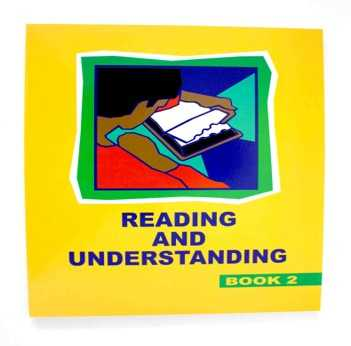 READING
AND
UNDERSTANDING
BOOK 2